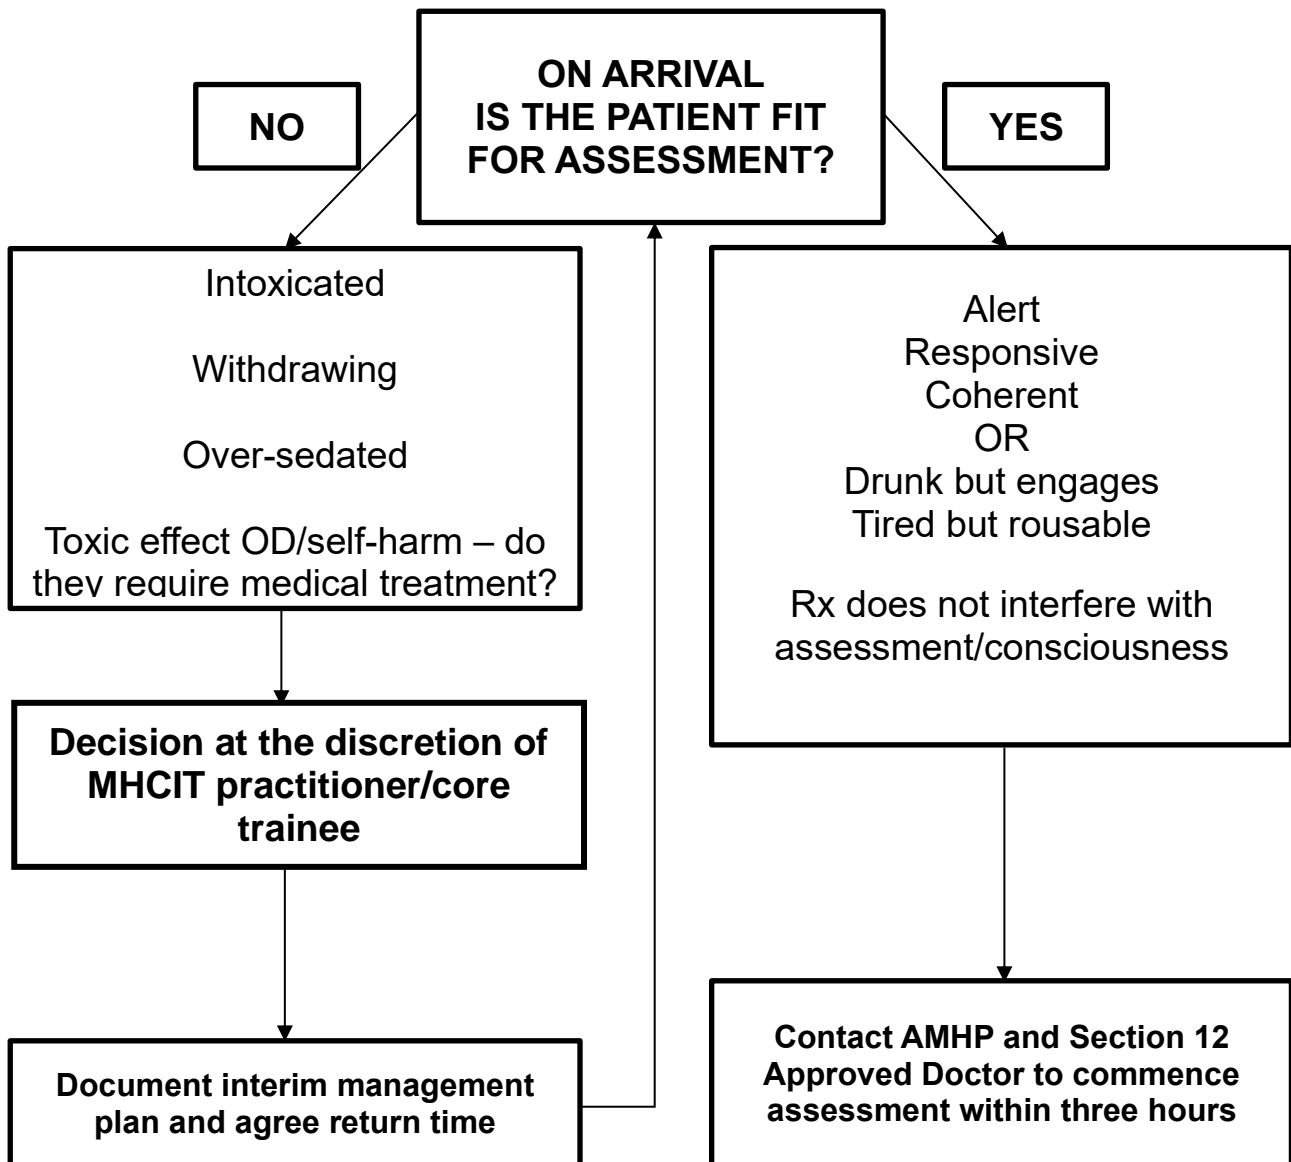 ON ARRIVAL
IS THE PATIENT FIT
FOR ASSESSMENT?
NO
YES
Intoxicated
Withdrawing
Over-sedated
Toxic effect OD/self-harm – do
they require medical treatment?
Alert
Responsive
Coherent
OR
Drunk but engages
Tired but rousable
Rx does not interfere with
assessment/consciousness
Decision at the discretion of
MHCIT practitioner/core
trainee
Document interim management
plan and agree return time
Contact AMHP and Section 12
Approved Doctor to commence
assessment within three hours